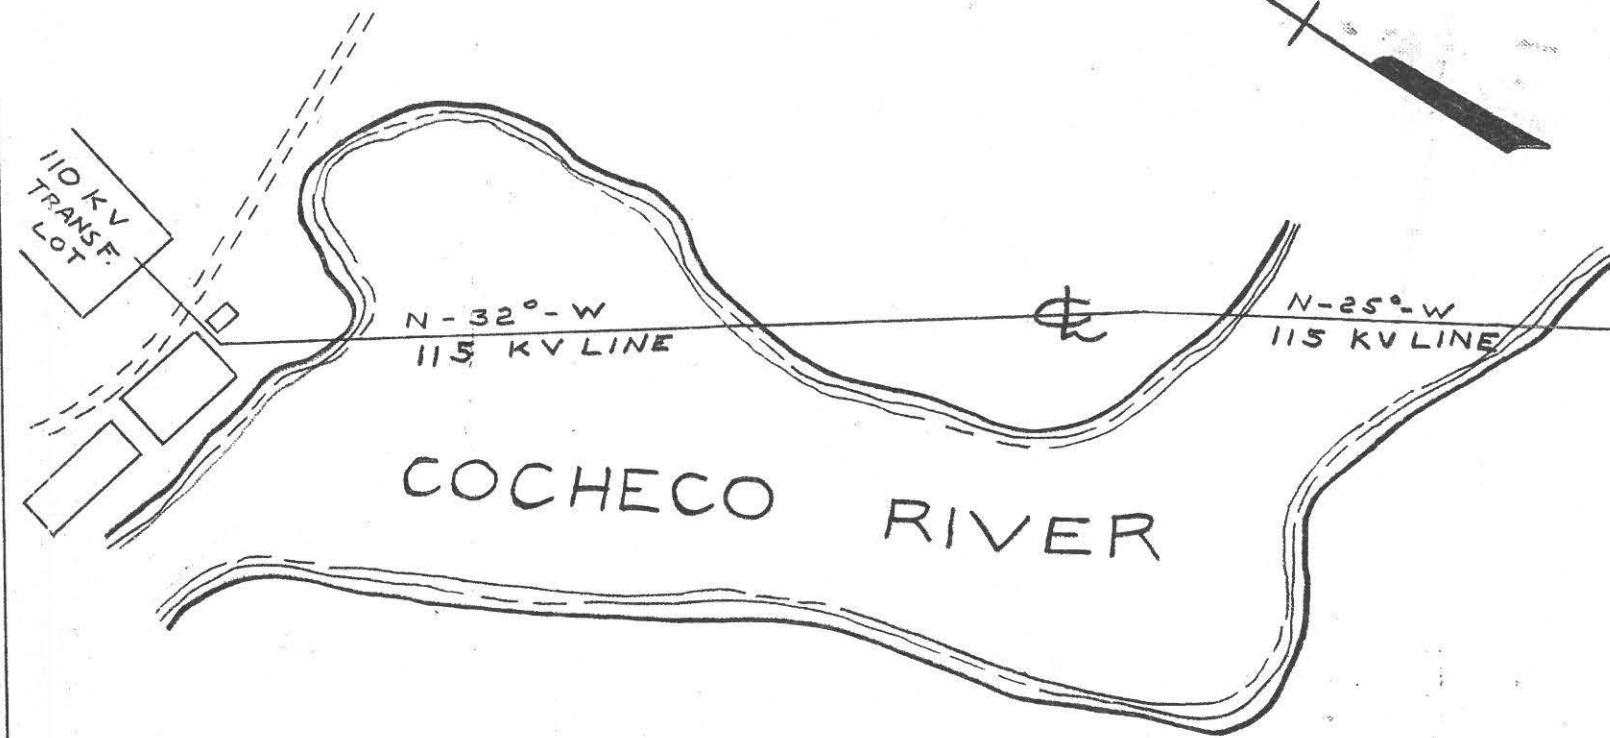 110 KV
TRANSF.
LOT
N-32°-W
115 KV LINE
℄
N-25°-W
115 KV LINE
COCHECO RIVER